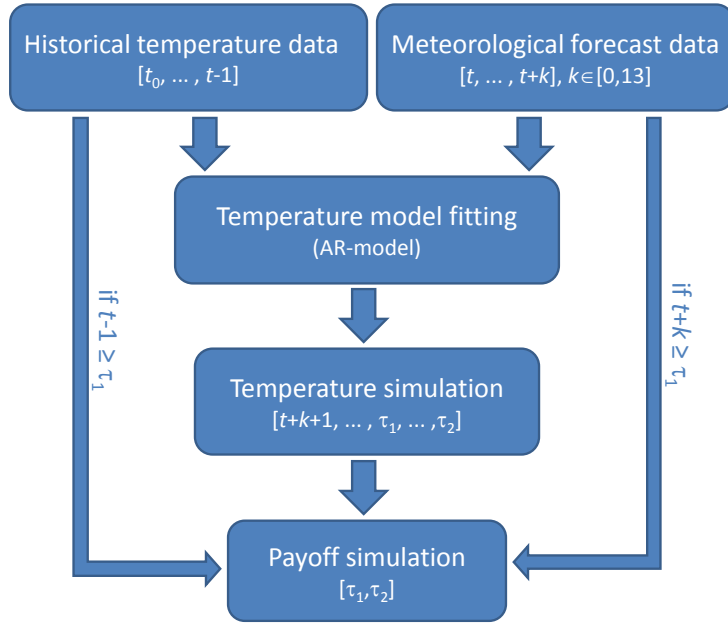 Historical temperature data
[t₀, ... , t-1]
Meteorological forecast data
[t, ... , t+k], k∈[0,13]
Temperature model fitting
(AR-model)
if t-1 ≥ τ₁
if t+k ≥ τ₁
Temperature simulation
[t+k+1, ... , τ₁, ... ,τ₂]
Payoff simulation
[τ₁,τ₂]